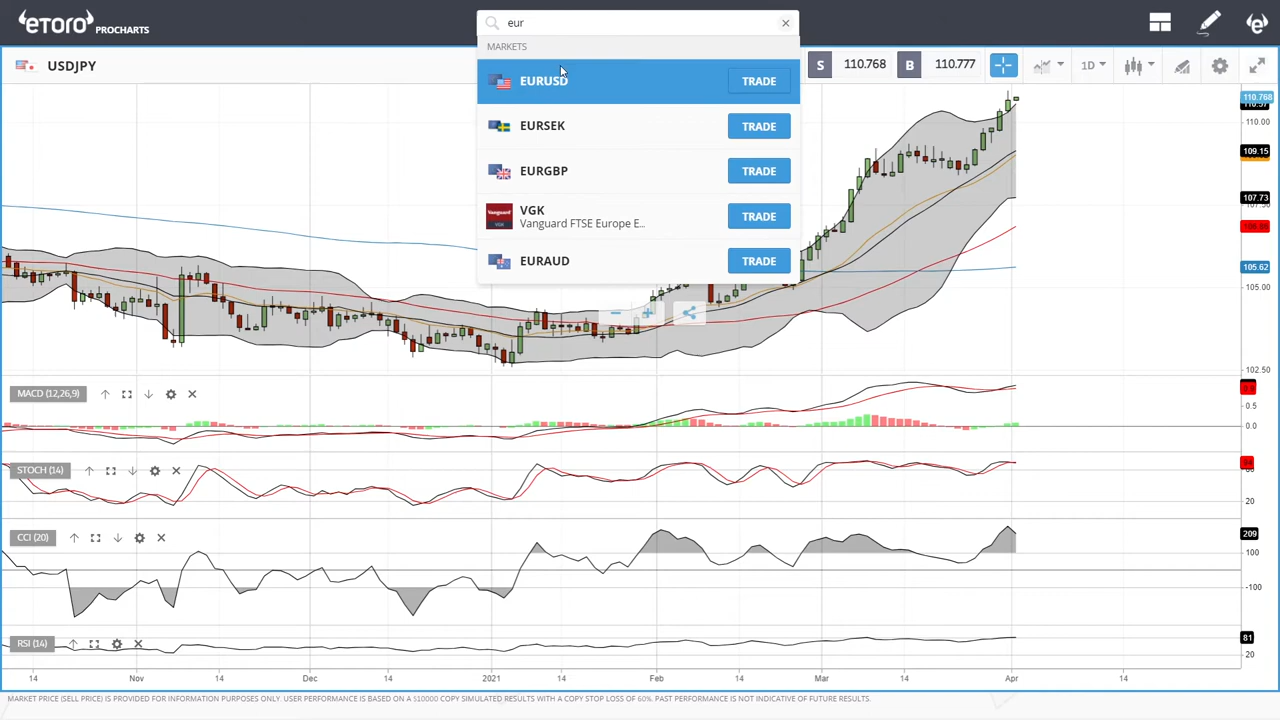 etoro PROCHARTS
eur
MARKETS
EURUSD TRADE
EURSEK TRADE
EURGBP TRADE
VGK
Vanguard FTSE Europe E... TRADE
EURAUD TRADE
USDJPY
S 110.768 B 110.777
1D
110.768
110.00
109.15
107.73
105.62
105.00
102.50
MACD (12,26,9)
0.5
0.0
STOCH (14)
20
CCI (20)
209
100
-100
RSI (14)
81
20
14 Nov 14 Dec 14 2021 14 Feb 14 Mar 14 Apr 14
MARKET PRICE (SELL PRICE) IS PROVIDED FOR INFORMATION PURPOSES ONLY. USER PERFORMANCE IS BASED ON A $10000 COPY SIMULATED RESULTS WITH A COPY STOP LOSS OF 60%. PAST PERFORMANCE IS NOT INDICATIVE OF FUTURE RESULTS.